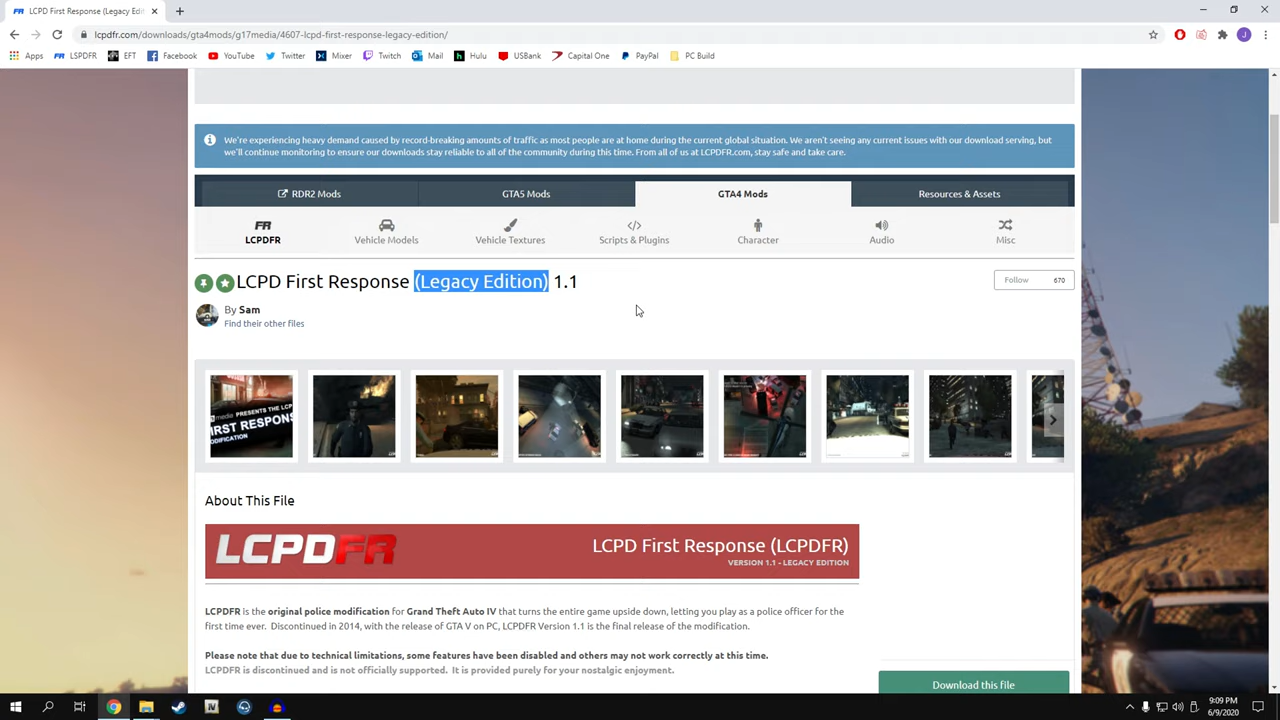 LCPD First Response (Legacy Edit
lcpdfr.com/downloads/gta4mods/g17media/4607-lcpd-first-response-legacy-edition/
J
Apps FR LSPDFR EFT Facebook YouTube Twitter Mixer Twitch Mail h Hulu USBank Capital One PayPal PC Build
We're experiencing heavy demand caused by record-breaking amounts of traffic as most people are at home during the current global situation. We aren't seeing any current issues with our download serving, but
we'll continue monitoring to ensure our downloads stay reliable to all of the community during this time. From all of us at LCPDFR.com, stay safe and take care.
RDR2 Mods GTA5 Mods GTA4 Mods Resources & Assets
FR
LCPDFR Vehicle Models Vehicle Textures Scripts & Plugins Character Audio Misc
LCPD First Response (Legacy Edition) 1.1
Follow 670
By Sam
Find their other files
media PRESENTS THE LCP
IRST RESPONS
ODIFICATION
About This File
LCPDFR
LCPD First Response (LCPDFR)
VERSION 1.1 - LEGACY EDITION
LCPDFR is the original police modification for Grand Theft Auto IV that turns the entire game upside down, letting you play as a police officer for the
first time ever. Discontinued in 2014, with the release of GTA V on PC, LCPDFR Version 1.1 is the final release of the modification.
Please note that due to technical limitations, some features have been disabled and others may not work correctly at this time.
LCPDFR is discontinued and is not officially supported. It is provided purely for your nostalgic enjoyment.
Download this file
IV
9:09 PM
6/9/2020